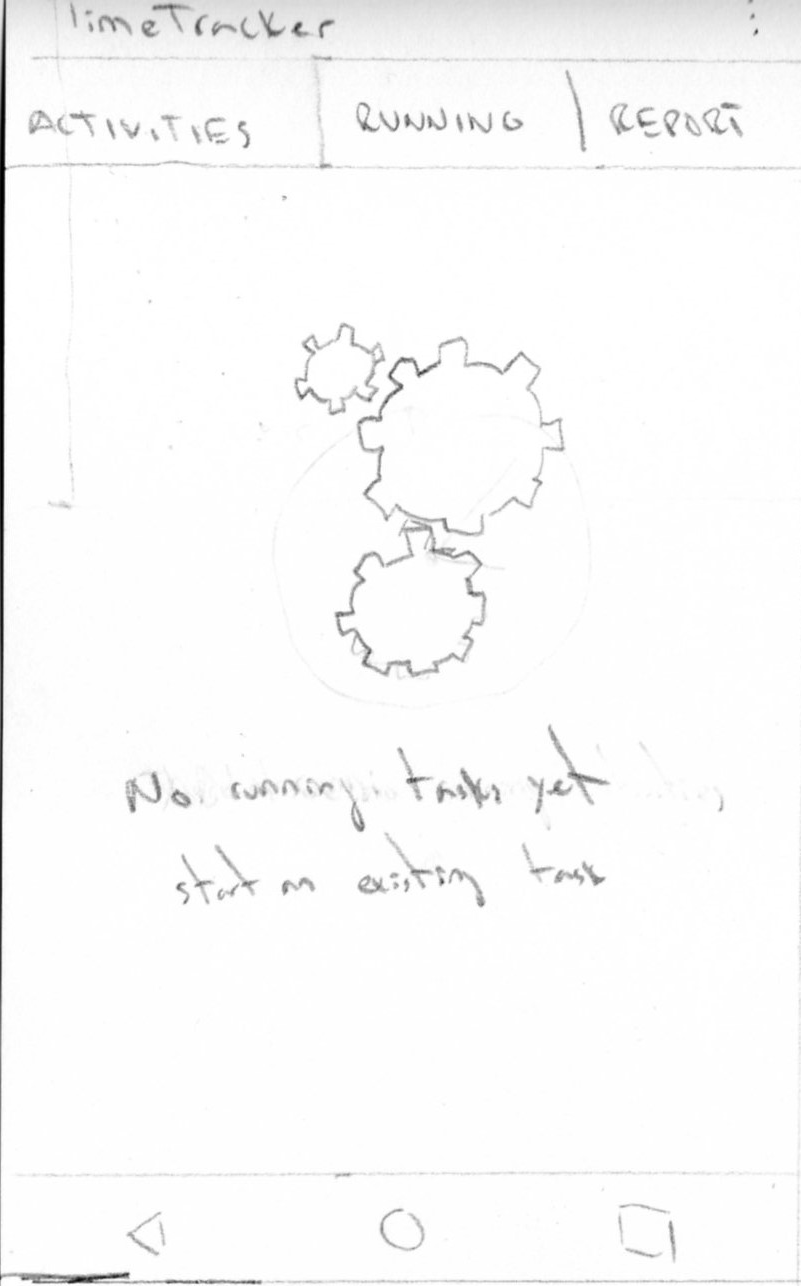 TimeTracker
ACTIVITIES RUNNING REPORT
No running tasks yet
start an existing task